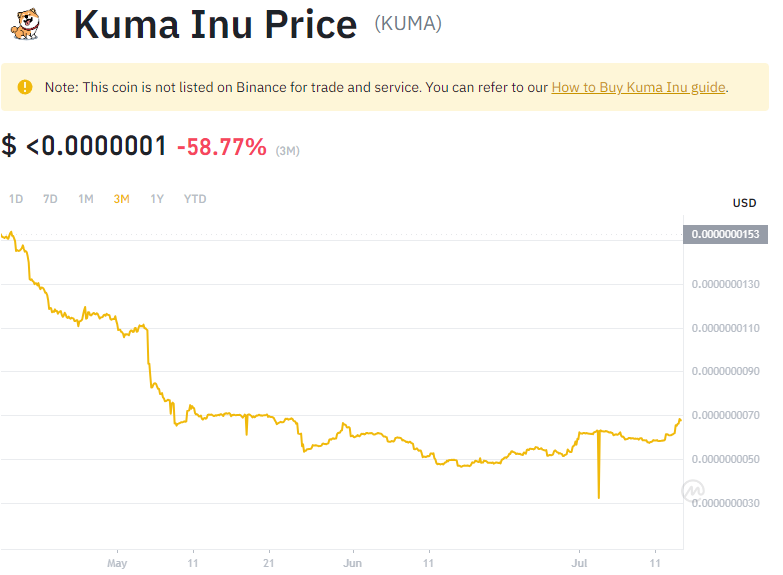 Kuma Inu Price (KUMA)
Note: This coin is not listed on Binance for trade and service. You can refer to our How to Buy Kuma Inu guide.
$ <0.0000001 -58.77% (3M)
1D 7D 1M 3M 1Y YTD
USD
0.0000000153
0.0000000130
0.0000000110
0.0000000090
0.0000000070
0.0000000050
0.0000000030
May 11 21 Jun 11 Jul 11